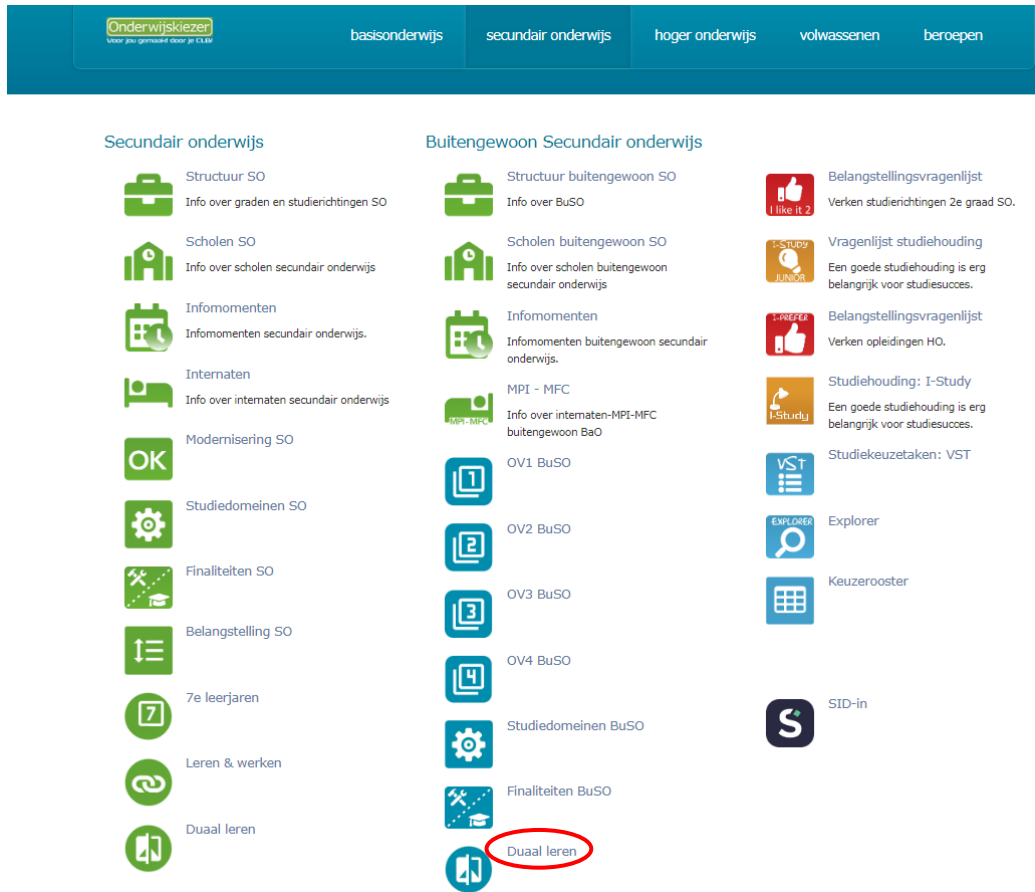 Onderwijskiezer
Voor jou gemaakt door je CLB!
basisonderwijs
secundair onderwijs
hoger onderwijs
volwassenen
beroepen
Secundair onderwijs
Structuur SO
Info over graden en studierichtingen SO
Scholen SO
Info over scholen secundair onderwijs
Infomomenten
Infomomenten secundair onderwijs.
Internaten
Info over internaten secundair onderwijs
OK
Modernisering SO
Studiedomeinen SO
Finaliteiten SO
Belangstelling SO
7
7e leerjaren
Leren & werken
Duaal leren
Buitengewoon Secundair onderwijs
Structuur buitengewoon SO
Info over BuSO
Scholen buitengewoon SO
Info over scholen buitengewoon
secundair onderwijs
Infomomenten
Infomomenten buitengewoon secundair
onderwijs.
MPI-MFC
MPI - MFC
Info over internaten-MPI-MFC
buitengewoon BaO
1
OV1 BuSO
2
OV2 BuSO
3
OV3 BuSO
4
OV4 BuSO
Studiedomeinen BuSO
Finaliteiten BuSO
Duaal leren
I like it 2
Belangstellingsvragenlijst
Verken studierichtingen 2e graad SO.
I-STUDY
JUNIOR
Vragenlijst studiehouding
Een goede studiehouding is erg
belangrijk voor studiesucces.
I-PREFER
Belangstellingsvragenlijst
Verken opleidingen HO.
I-Study
Studiehouding: I-Study
Een goede studiehouding is erg
belangrijk voor studiesucces.
VST
Studiekeuzetaken: VST
EXPLORER
Explorer
Keuzerooster
S
SID-in